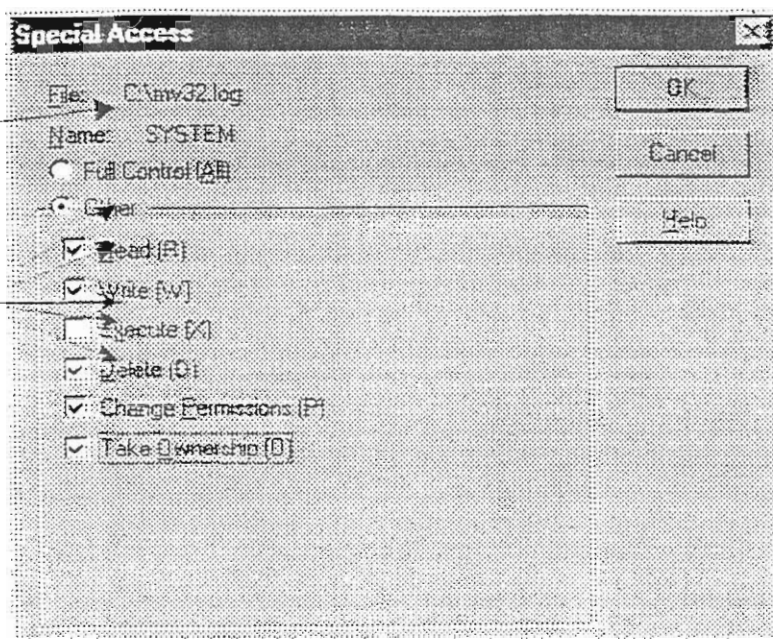 Special Access
File: C:\mv32.log
OK
Name: SYSTEM
Cancel
Full Control (All)
Other
Help
Read (R)
Write (W)
Execute (X)
Delete (D)
Change Permissions (P)
Take Ownership (O)